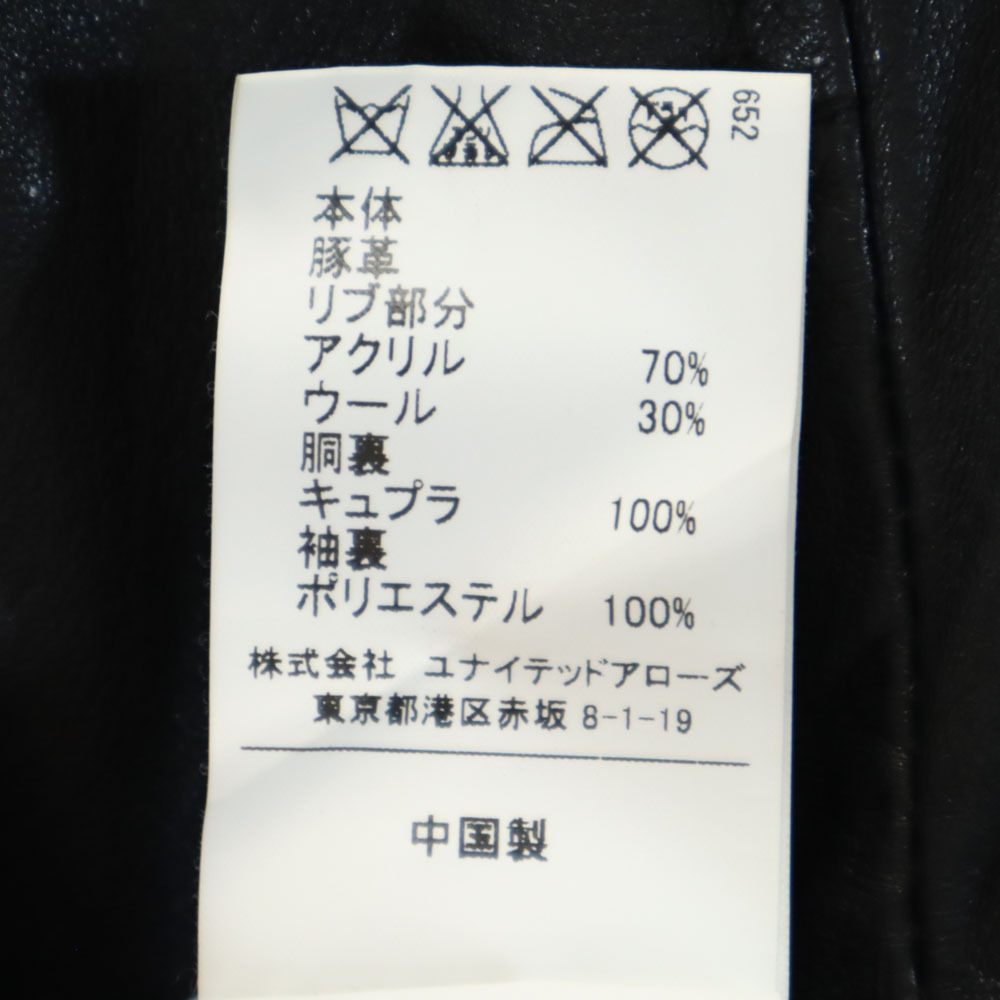 652
本体
豚革
リブ部分
アクリル 70%
ウール 30%
胴裏
キュプラ 100%
袖裏
ポリエステル 100%
株式会社 ユナイテッドアローズ
東京都港区赤坂 8-1-19
中国製